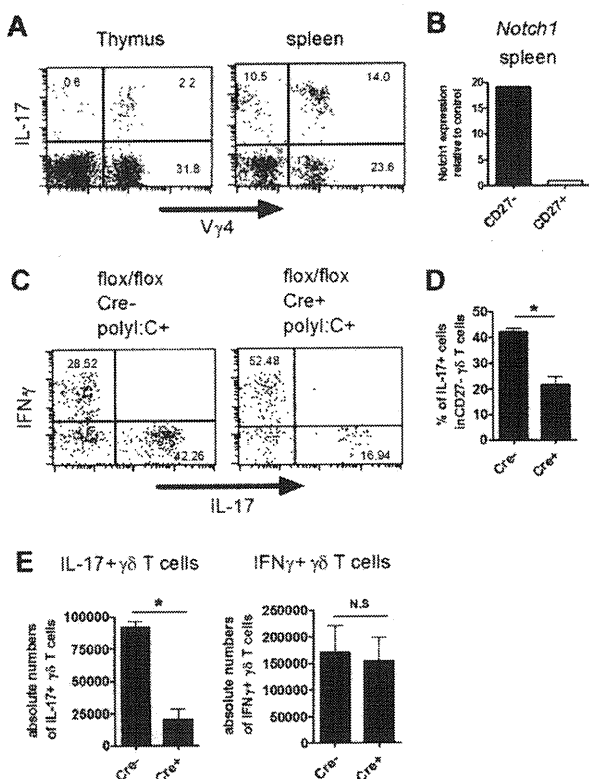 A
Thymus
spleen
0.6
2.2
31.8
10.5
14.0
23.6
IL-17
Vγ4
B
Notch1
spleen
Notch1 expression
relative to control
20
15
10
5
0
CD27-
CD27+
C
flox/flox
Cre-
polyI:C+
flox/flox
Cre+
polyI:C+
28.52
42.26
52.48
16.94
IFNγ
IL-17
D
% of IL-17+ cells
inCD27- γδ T cells
50
40
30
20
10
0
*
Cre-
Cre+
E
IL-17+ γδ T cells
absolute numbers
of IL-17+ γδ T cells
100000
75000
50000
25000
0
*
Cre-
Cre+
IFNγ+ γδ T cells
absolute numbers
of IFNγ+ γδ T cells
250000
200000
150000
100000
50000
0
N.S
Cre-
Cre+